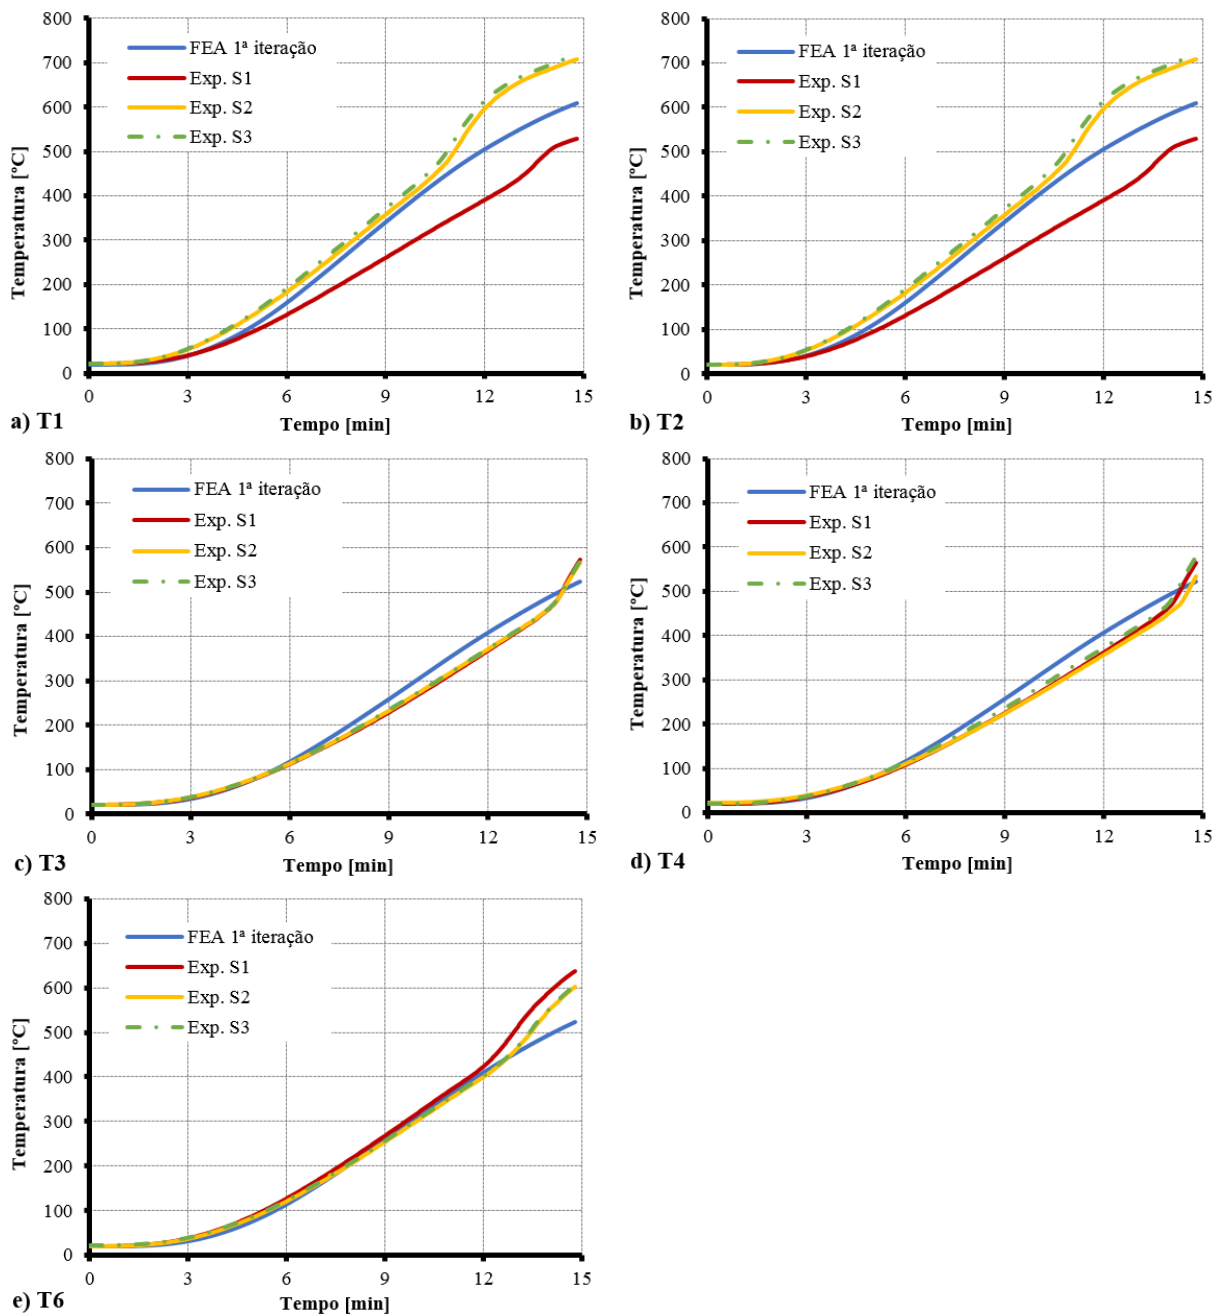 800
700
600
500
400
300
200
100
0
Temperatura [ºC]
FEA 1ª iteração
Exp. S1
Exp. S2
Exp. S3
0 3 6 9 12 15
Tempo [min]
a) T1
800
700
600
500
400
300
200
100
0
Temperatura [ºC]
FEA 1ª iteração
Exp. S1
Exp. S2
Exp. S3
0 3 6 9 12 15
Tempo [min]
b) T2
800
700
600
500
400
300
200
100
0
Temperatura [ºC]
FEA 1ª iteração
Exp. S1
Exp. S2
Exp. S3
0 3 6 9 12 15
Tempo [min]
c) T3
800
700
600
500
400
300
200
100
0
Temperatura [ºC]
FEA 1ª iteração
Exp. S1
Exp. S2
Exp. S3
0 3 6 9 12 15
Tempo [min]
d) T4
800
700
600
500
400
300
200
100
0
Temperatura [ºC]
FEA 1ª iteração
Exp. S1
Exp. S2
Exp. S3
0 3 6 9 12 15
Tempo [min]
e) T6